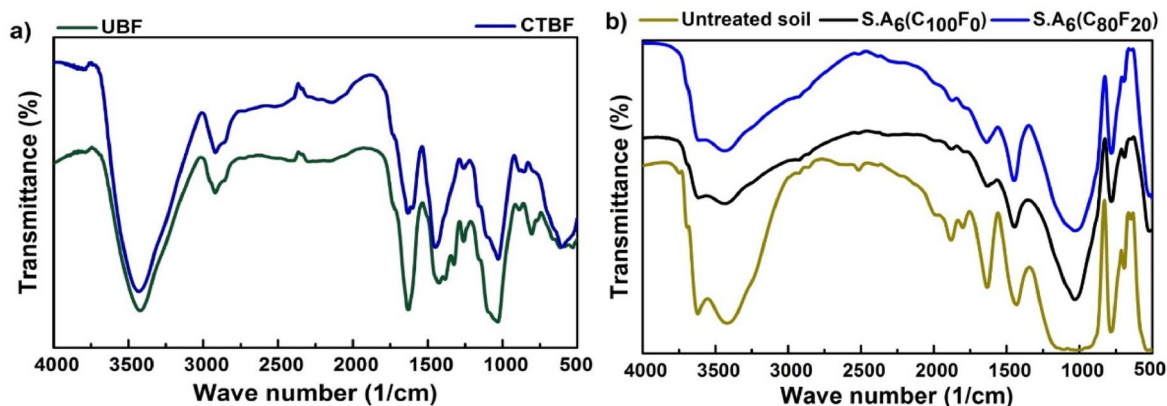 a)
UBF
CTBF
Transmittance (%)
4000 3500 3000 2500 2000 1500 1000 500
Wave number (1/cm)
b)
Untreated soil
S.A₆(C₁₀₀F₀)
S.A₆(C₈₀F₂₀)
Transmittance (%)
4000 3500 3000 2500 2000 1500 1000 500
Wave number (1/cm)